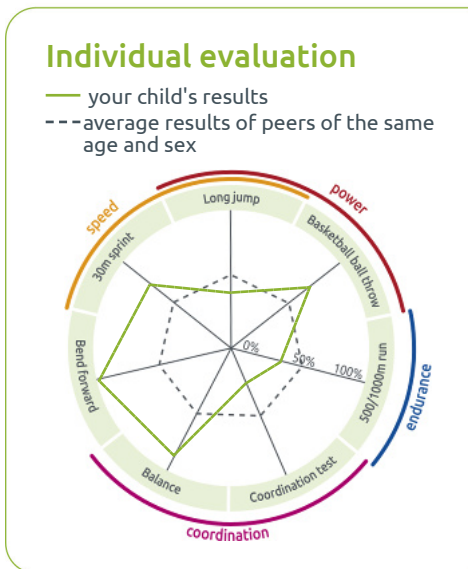 Individual evaluation
your child's results
average results of peers of the same
age and sex
speed
power
Long jump
30m sprint
Basketball ball throw
0%
50%
100%
Bend forward
500/1000m run
endurance
Balance
Coordination test
coordination